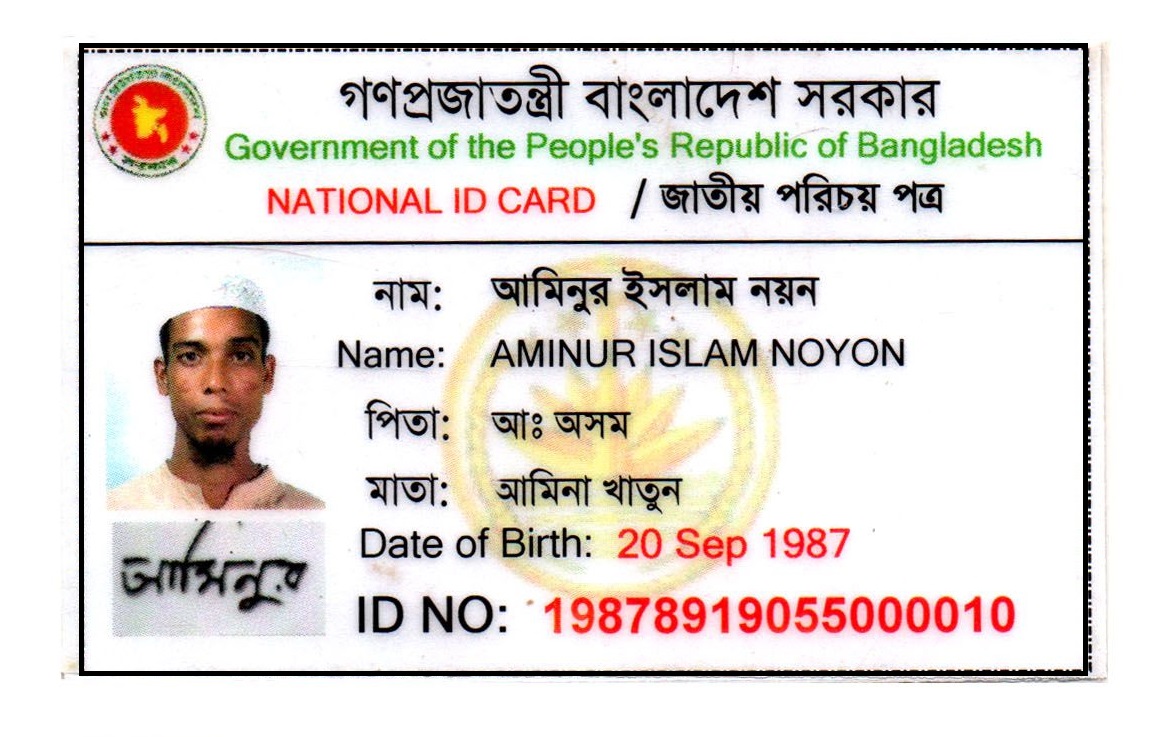 গণপ্রজাতন্ত্রী বাংলাদেশ সরকার
Government of the People's Republic of Bangladesh
NATIONAL ID CARD / জাতীয় পরিচয় পত্র
নাম: আমিনুর ইসলাম নয়ন
Name: AMINUR ISLAM NOYON
পিতা: আঃ অসম
মাতা: আমিনা খাতুন
Date of Birth: 20 Sep 1987
আমিনুর
ID NO: 19878919055000010